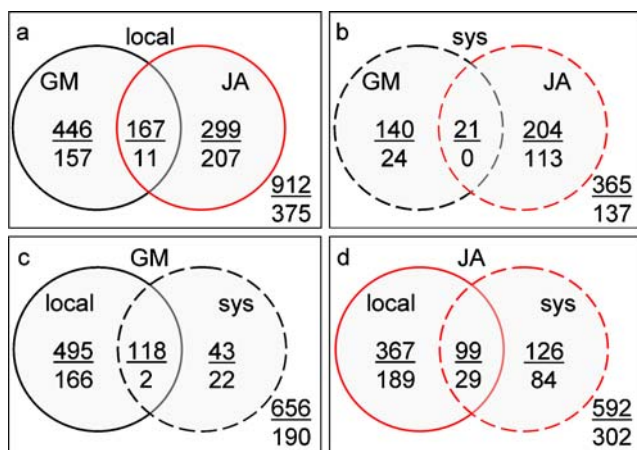 a local
GM JA
446 167 299
157 11 207
912
375
b sys
GM JA
140 21 204
24 0 113
365
137
c GM
local sys
495 118 43
166 2 22
656
190
d JA
local sys
367 99 126
189 29 84
592
302